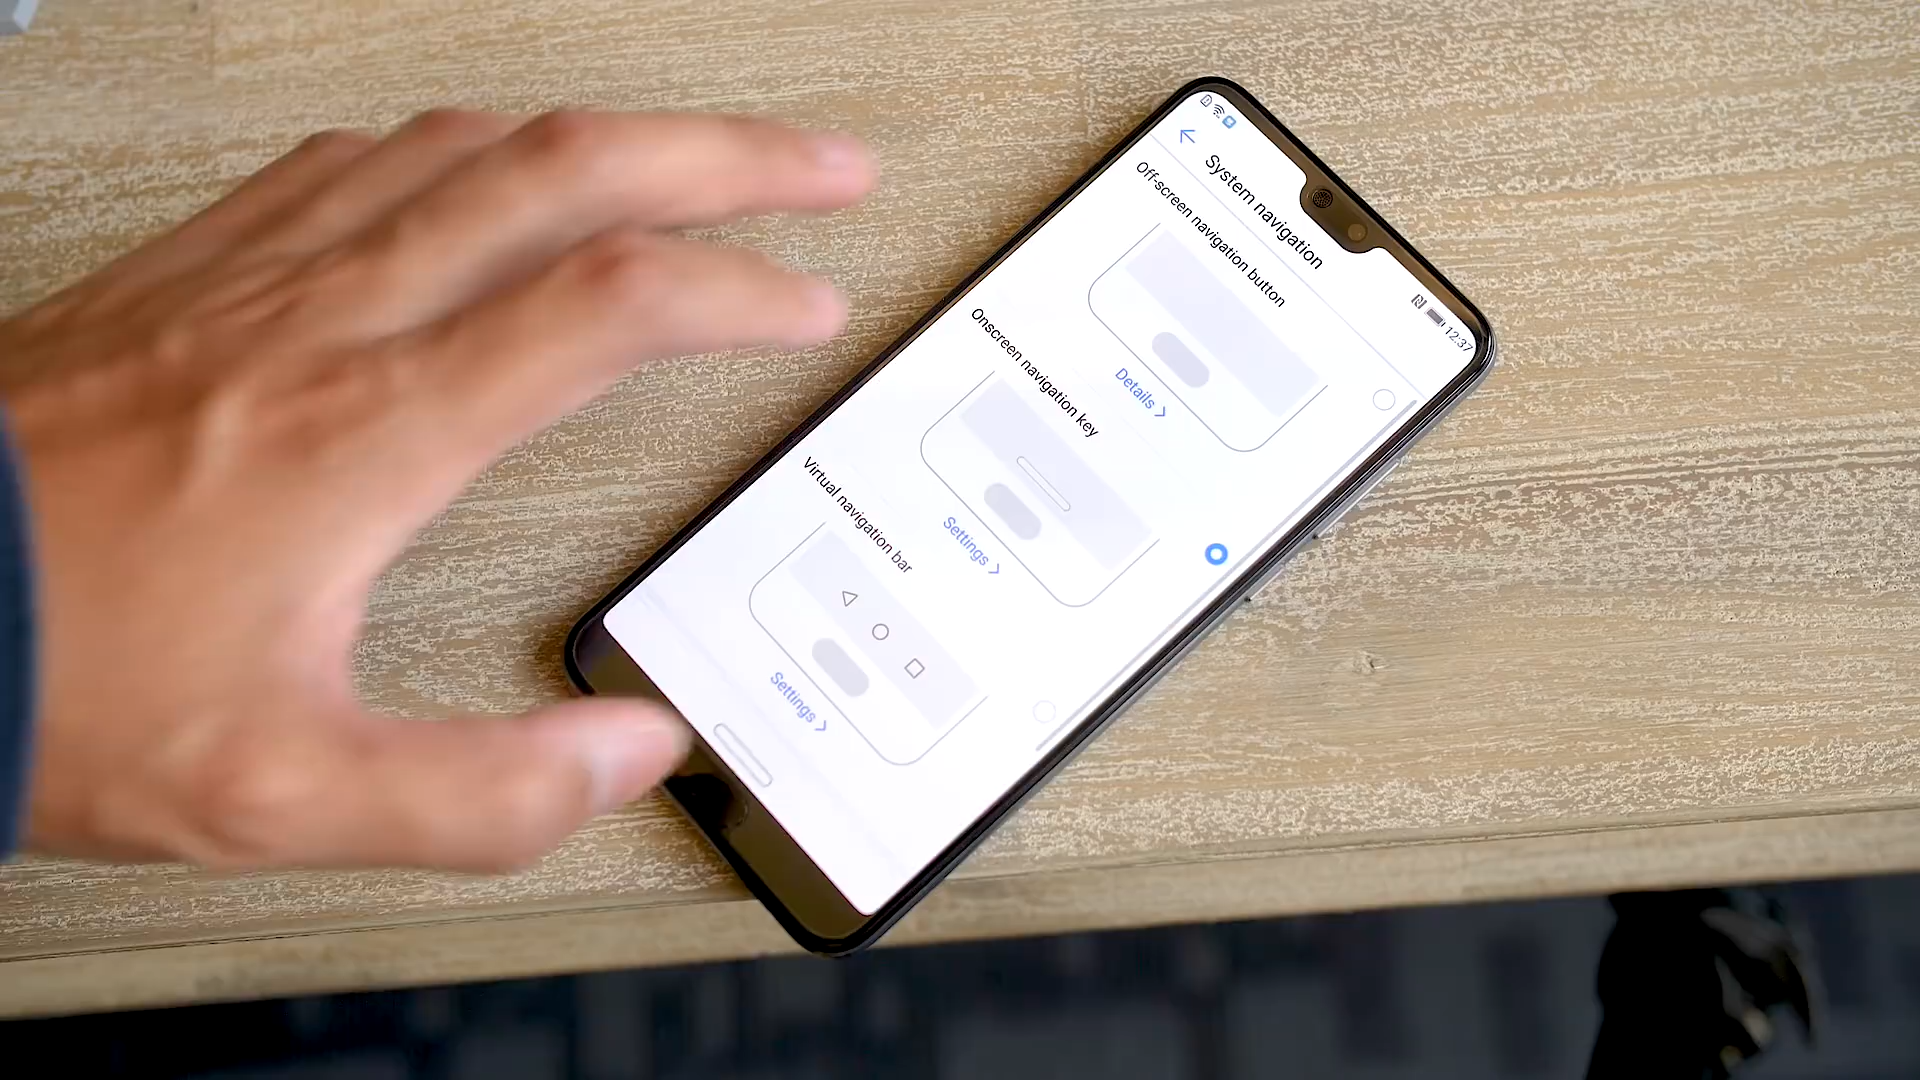 12:37
System navigation
Off-screen navigation button
Details
Onscreen navigation key
Settings
Virtual navigation bar
Settings